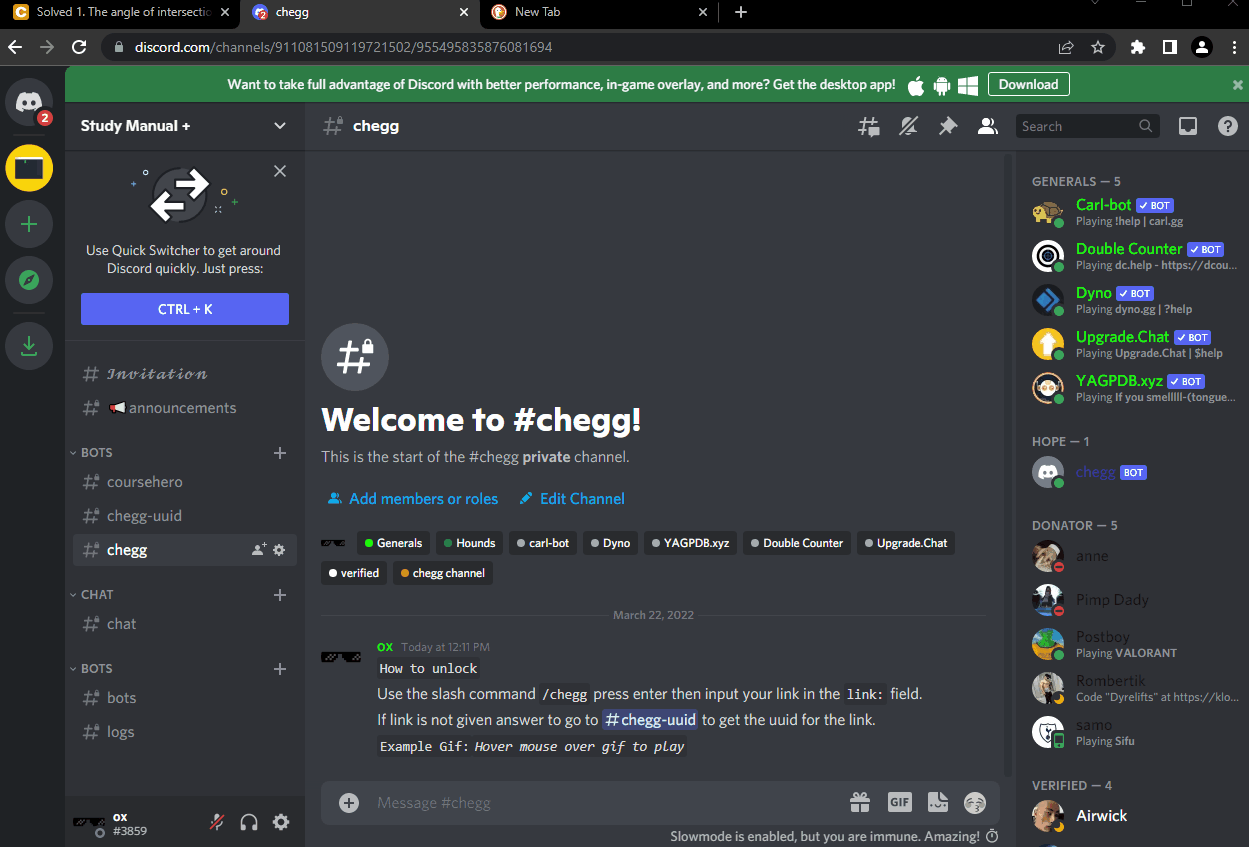 Solved 1. The angle of intersectio
chegg
New Tab
discord.com/channels/911081509119721502/955495835876081694
Want to take full advantage of Discord with better performance, in-game overlay, and more? Get the desktop app!
Download
2
Study Manual +
chegg
Search
Use Quick Switcher to get around
Discord quickly. Just press:
CTRL + K
𝓘𝓷𝓿𝓲𝓽𝓪𝓽𝓲𝓸𝓷
announcements
BOTS
coursehero
chegg-uuid
chegg
CHAT
chat
BOTS
bots
logs
ox
#3859
Welcome to #chegg!
This is the start of the #chegg private channel.
Add members or roles
Edit Channel
Generals Hounds carl-bot Dyno YAGPDB.xyz Double Counter Upgrade.Chat
verified chegg channel
March 22, 2022
ox Today at 12:11 PM
How to unlock
Use the slash command /chegg press enter then input your link in the link: field.
If link is not given answer to go to #chegg-uuid to get the uuid for the link.
Example Gif: Hover mouse over gif to play
Message #chegg
GIF
Slowmode is enabled, but you are immune. Amazing!
GENERALS — 5
Carl-bot BOT
Playing !help | carl.gg
Double Counter BOT
Playing dc.help - https://dcou...
Dyno BOT
Playing dyno.gg | ?help
Upgrade.Chat BOT
Playing Upgrade.Chat | $help
YAGPDB.xyz BOT
Playing If you smelllll-(tongue...
HOPE — 1
chegg BOT
DONATOR — 5
anne
Pimp Dady
Postboy
Playing VALORANT
Rombertik
Code "Dyrelifts" at https://klo...
samo
Playing Sifu
VERIFIED — 4
Airwick